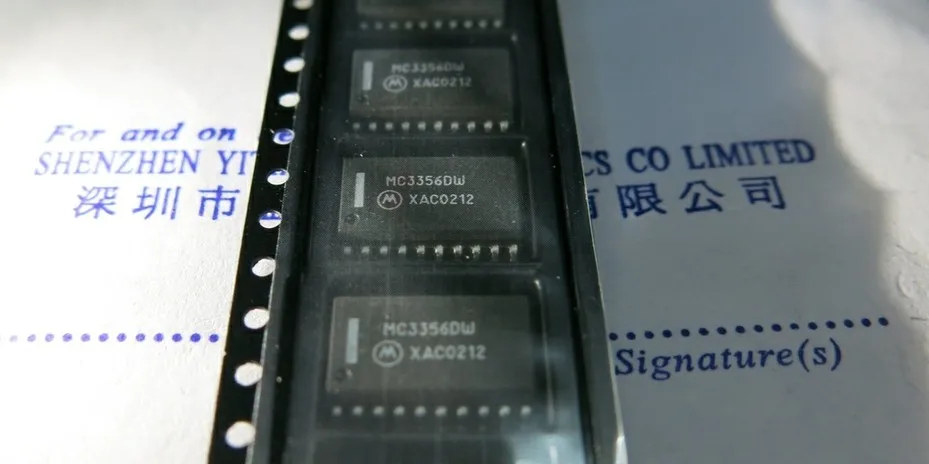 MC3356DW
XAC0212
For and on
SHENZHEN CS CO LIMITED
深圳市 有限公司
MC3356DW
XAC0212
MC3356DW
XAC0212
Signature(s)